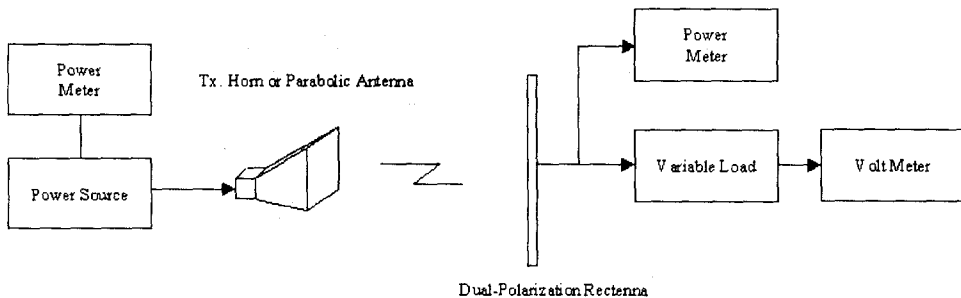 Power
Meter
Tx. Horn or Parabolic Antenna
Power
Meter
Power Source
Variable Load
Volt Meter
Dual-Polarization Rectenna